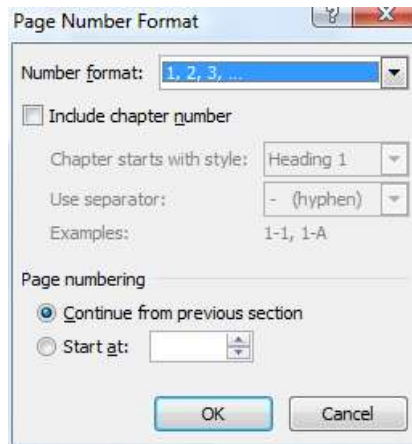 Page Number Format
Number format: 1, 2, 3, ...
Include chapter number
Chapter starts with style: Heading 1
Use separator: - (hyphen)
Examples: 1-1, 1-A
Page numbering
Continue from previous section
Start at:
OK Cancel